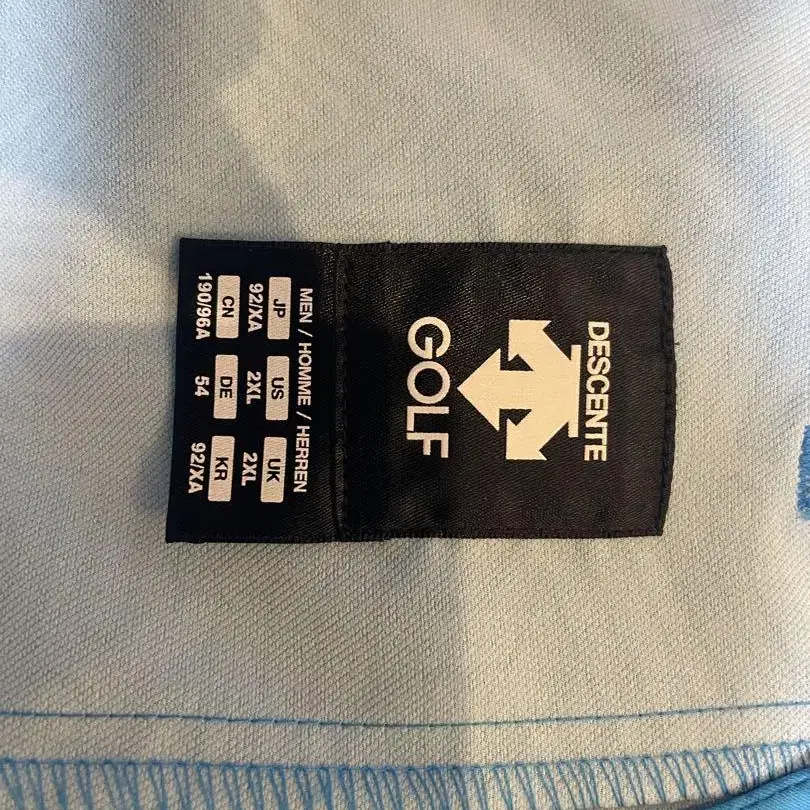 DESCENTE
GOLF
MEN / HOMME / HERREN
JP US UK
92/XA 2XL 2XL
CN DE KR
190/96A 54 92/XA